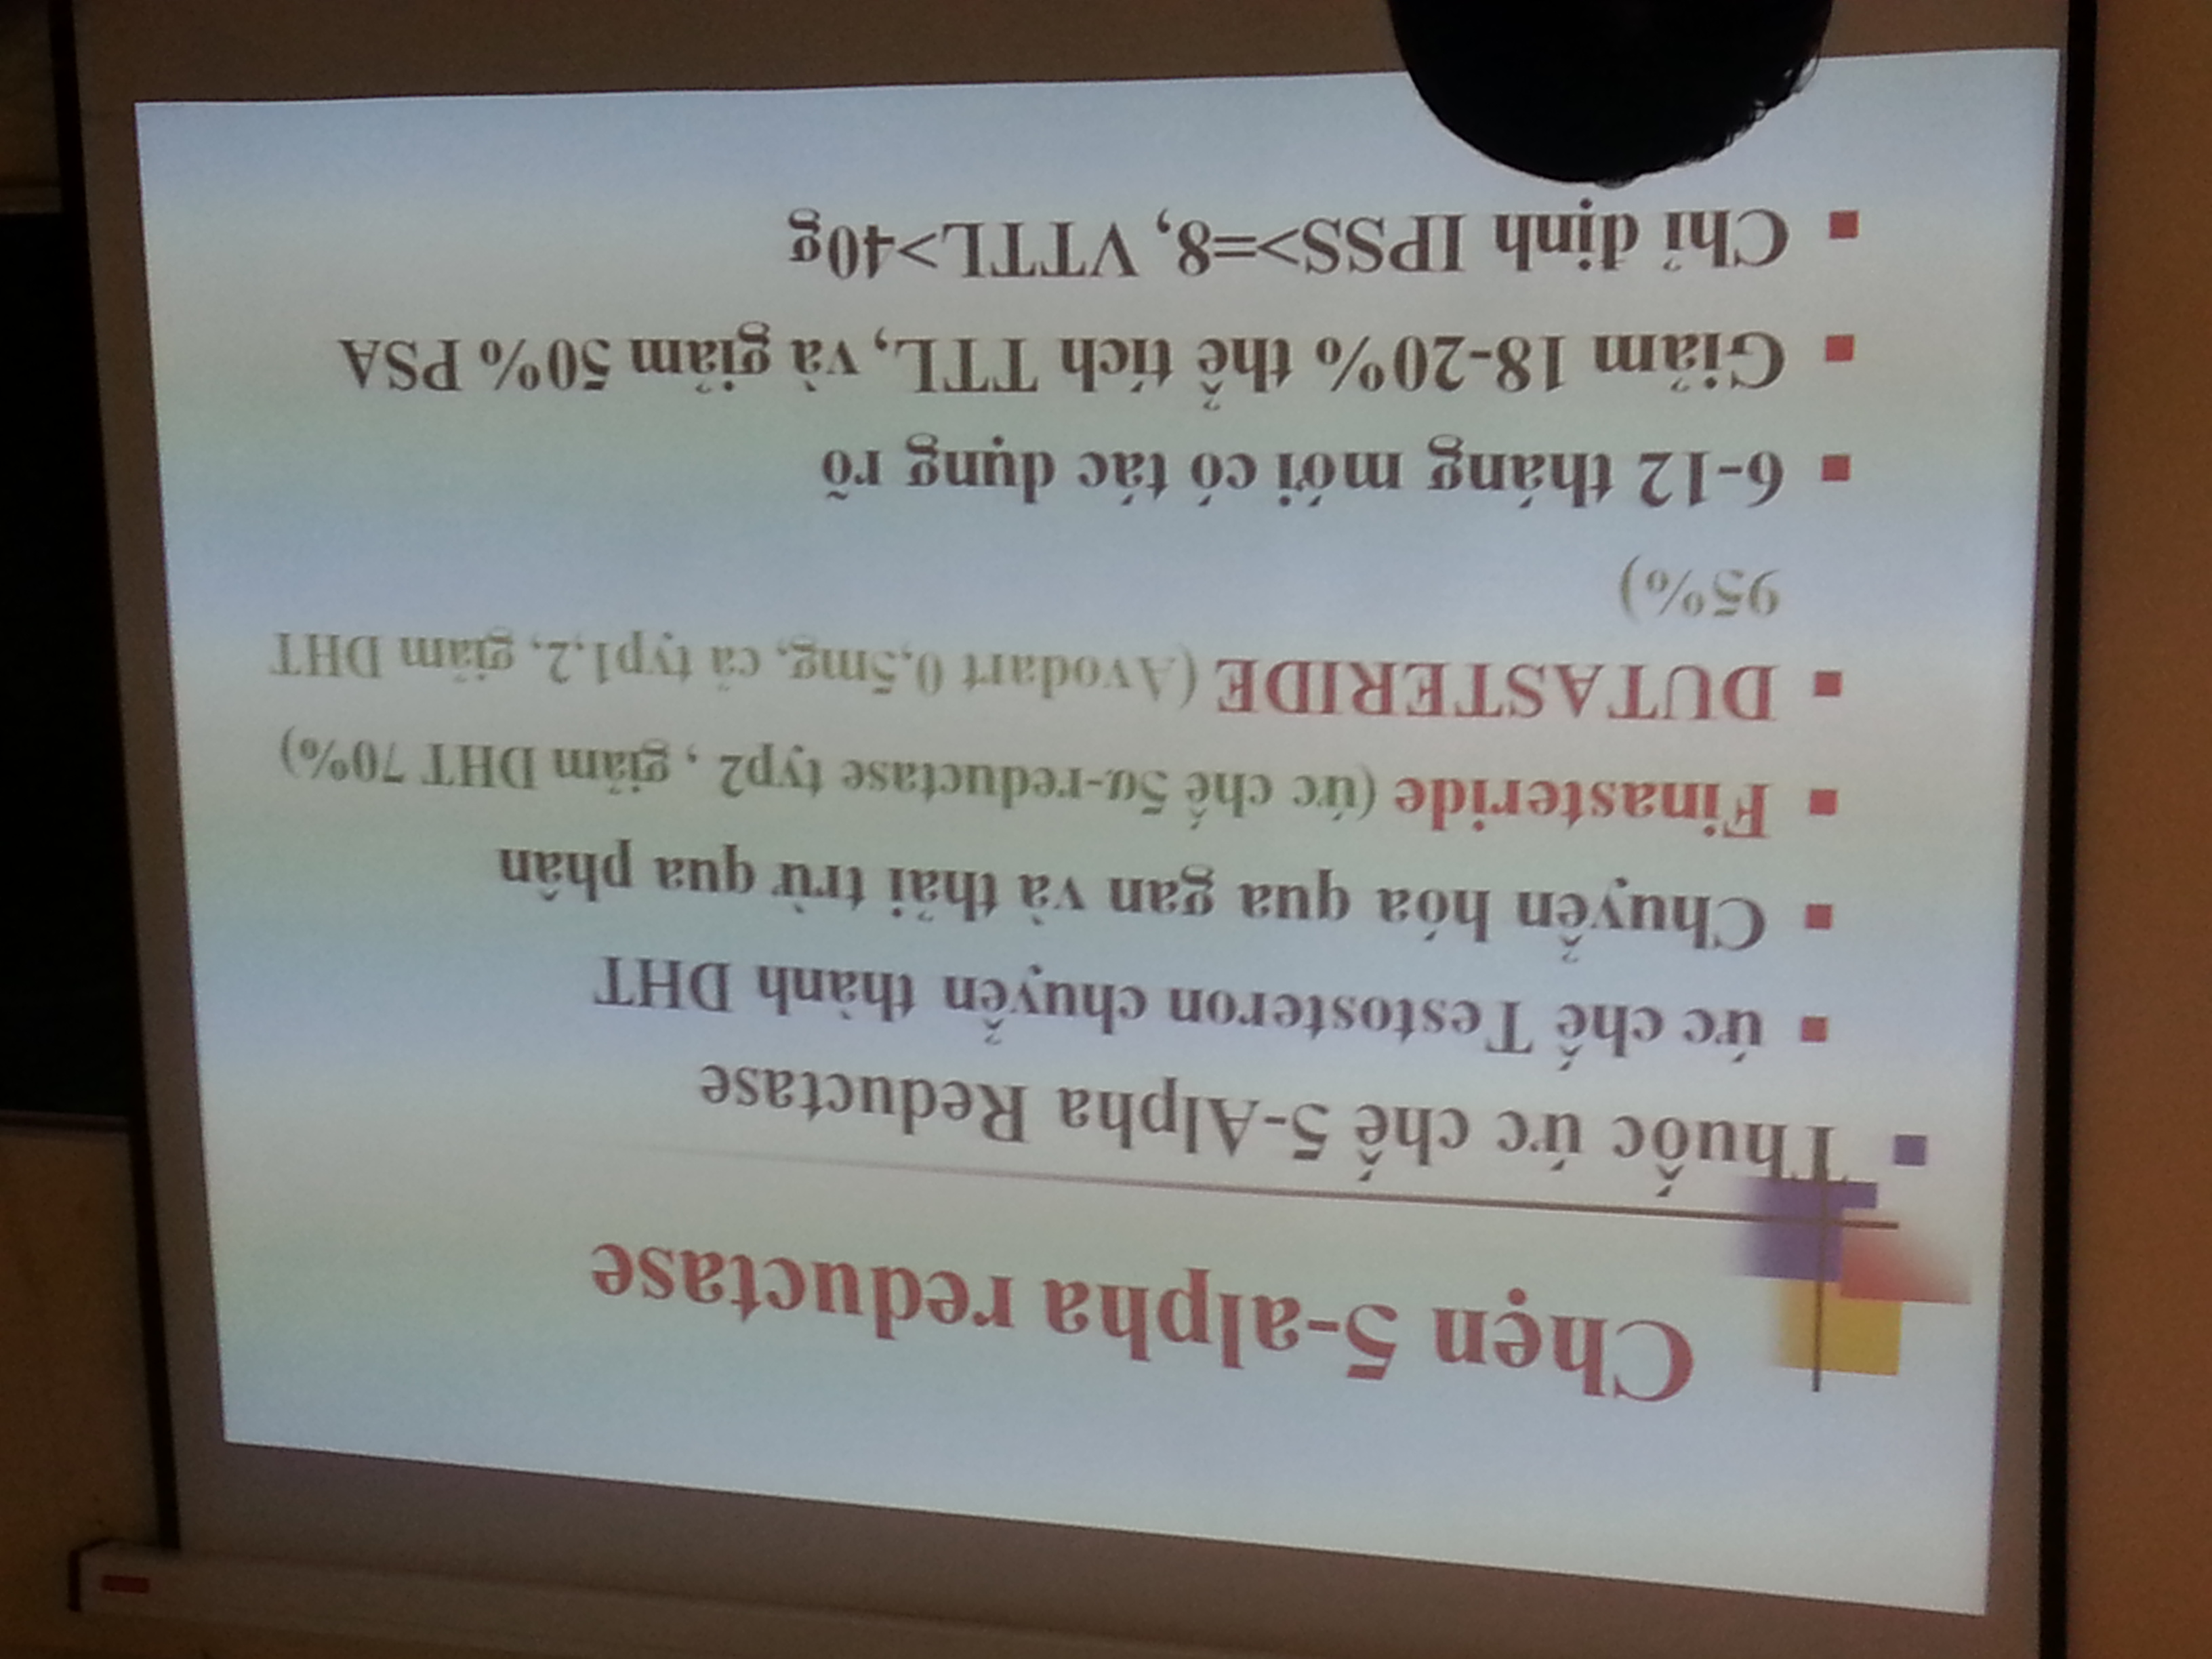 Chẹn 5-alpha reductase
Thuốc ức chế 5-Alpha Reductase
ức chế Testosteron chuyển thành DHT
Chuyển hóa qua gan và thải trừ qua phân
Finasteride (ức chế 5α-reductase typ2 , giảm DHT 70%)
DUTASTERIDE (Avodart 0,5mg, cả typ1,2, giảm DHT
95%)
6-12 tháng mới có tác dụng rõ
Giảm 18-20% thể tích TTL, và giảm 50% PSA
Chỉ định IPSS>=8, VTTL>40g